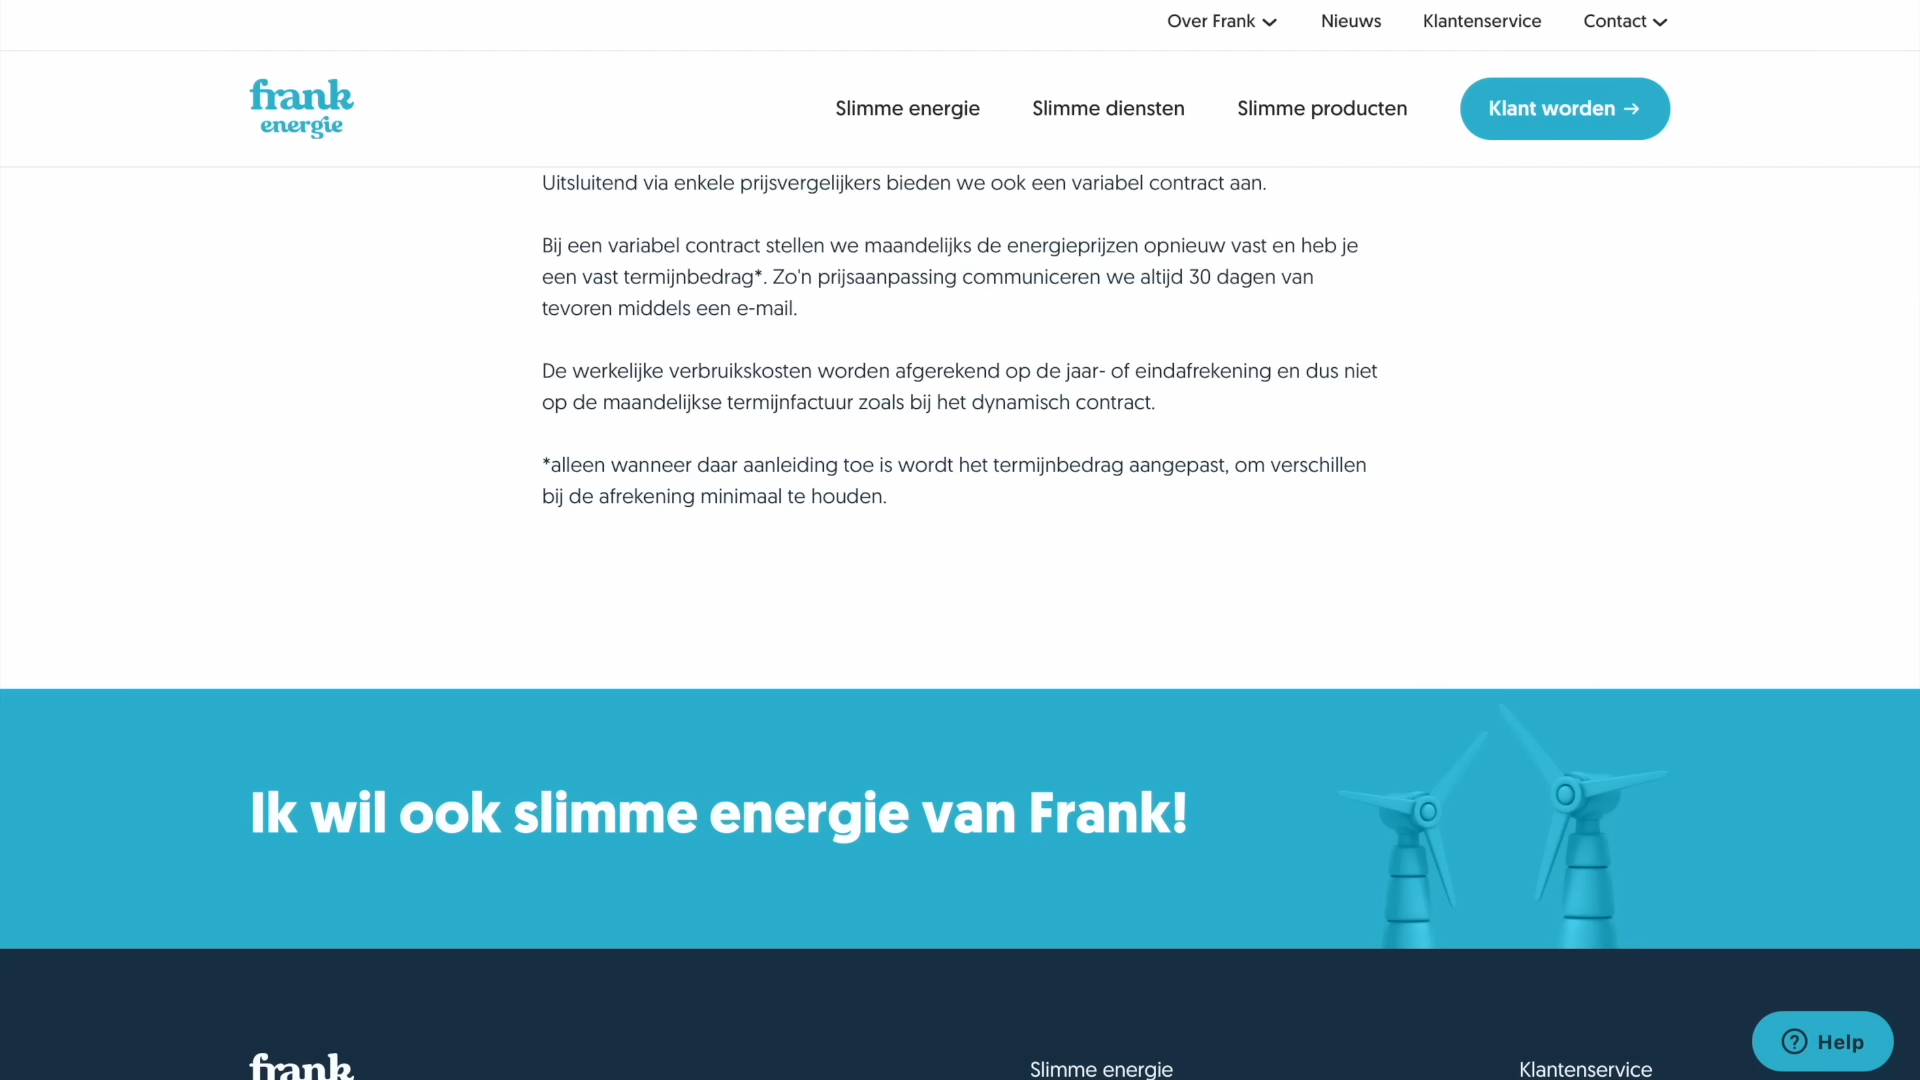 Over Frank
Nieuws
Klantenservice
Contact
frank
energie
Slimme energie
Slimme diensten
Slimme producten
Klant worden →
Uitsluitend via enkele prijsvergelijkers bieden we ook een variabel contract aan.
Bij een variabel contract stellen we maandelijks de energieprijzen opnieuw vast en heb je
een vast termijnbedrag*. Zo'n prijsaanpassing communiceren we altijd 30 dagen van
tevoren middels een e-mail.
De werkelijke verbruikskosten worden afgerekend op de jaar- of eindafrekening en dus niet
op de maandelijkse termijnfactuur zoals bij het dynamisch contract.
*alleen wanneer daar aanleiding toe is wordt het termijnbedrag aangepast, om verschillen
bij de afrekening minimaal te houden.
Ik wil ook slimme energie van Frank!
frank
Slimme energie
Klantenservice
? Help